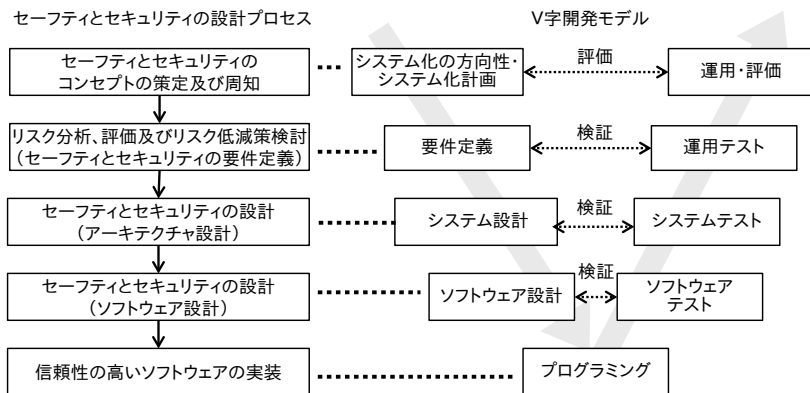 セーフティとセキュリティの設計プロセス
V字開発モデル
セーフティとセキュリティの
コンセプトの策定及び周知
システム化の方向性・
システム化計画
評価
運用・評価
リスク分析、評価及びリスク低減策検討
(セーフティとセキュリティの要件定義)
要件定義
検証
運用テスト
セーフティとセキュリティの設計
(アーキテクチャ設計)
システム設計
検証
システムテスト
セーフティとセキュリティの設計
(ソフトウェア設計)
ソフトウェア設計
検証
ソフトウェア
テスト
信頼性の高いソフトウェアの実装
プログラミング